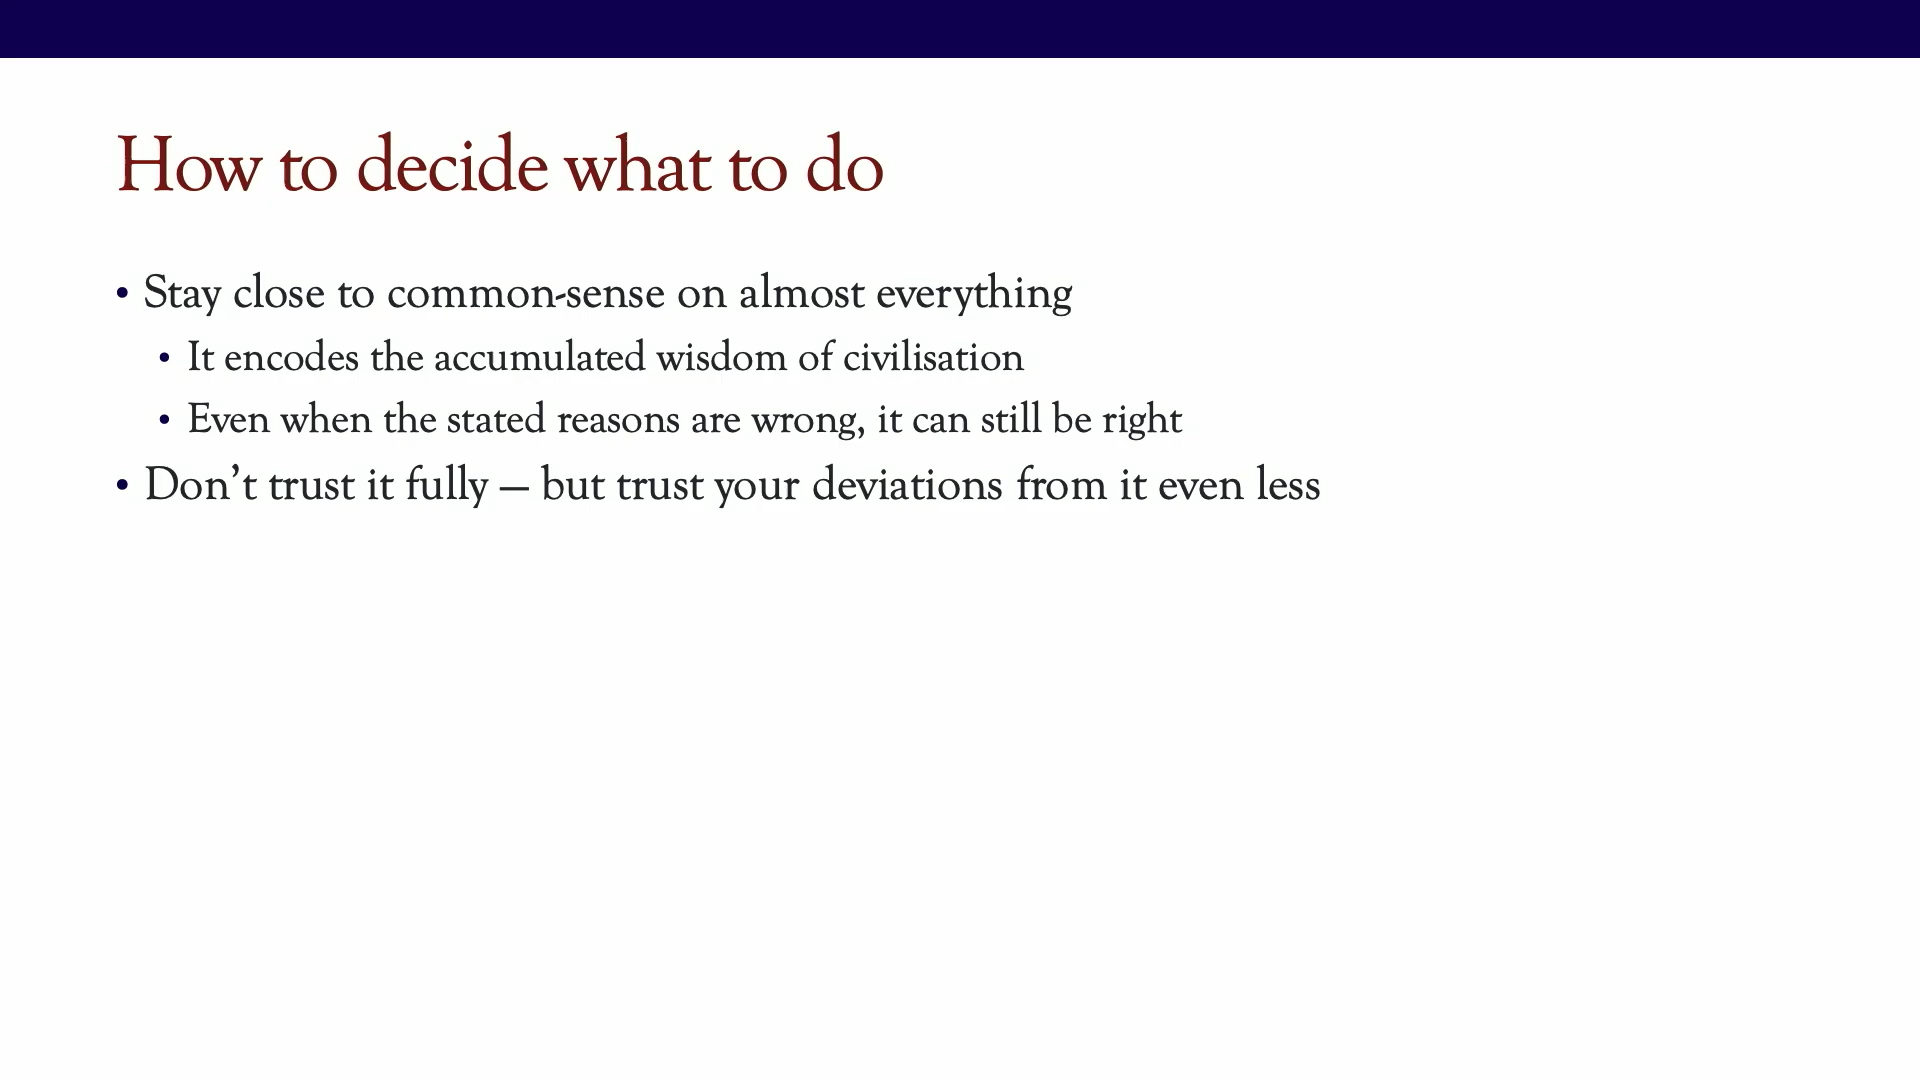 How to decide what to do
• Stay close to common-sense on almost everything
• It encodes the accumulated wisdom of civilisation
• Even when the stated reasons are wrong, it can still be right
• Don’t trust it fully — but trust your deviations from it even less